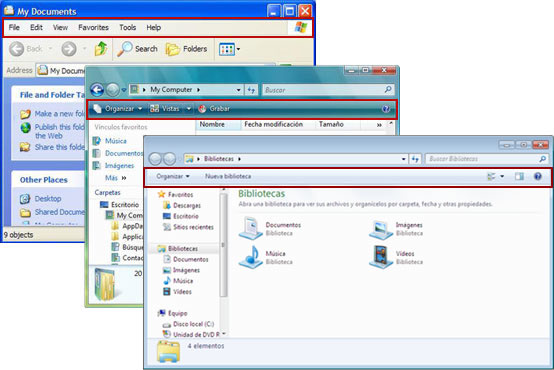 My Documents
File Edit View Favorites Tools Help
Back Search Folders
Address My Docume
File and Folder Ta
Make a new fo
Publish this fo
the Web
Share this fold
Other Places
Desktop
Shared Docum
9 objects
My Computer Buscar
Organizar Vistas Grabar
Vínculos favoritos
Música
Documentos
Imágenes
Más »
Carpetas
Escritorio
My Comp
AppDa
Applica
Búsque
Contac
20
Nombre Fecha modificación Tamaño »
Bibliotecas Buscar Bibliotecas
Organizar Nueva biblioteca
Favoritos
Descargas
Escritorio
Sitios recientes
Bibliotecas
Documentos
Imágenes
Música
Vídeos
Equipo
Disco local (C:)
Unidad de DVD R
Bibliotecas
Abra una biblioteca para ver sus archivos y organícelos por carpeta, fecha y otras propiedades.
Documentos
Biblioteca
Imágenes
Biblioteca
Música
Biblioteca
Vídeos
Biblioteca
4 elementos